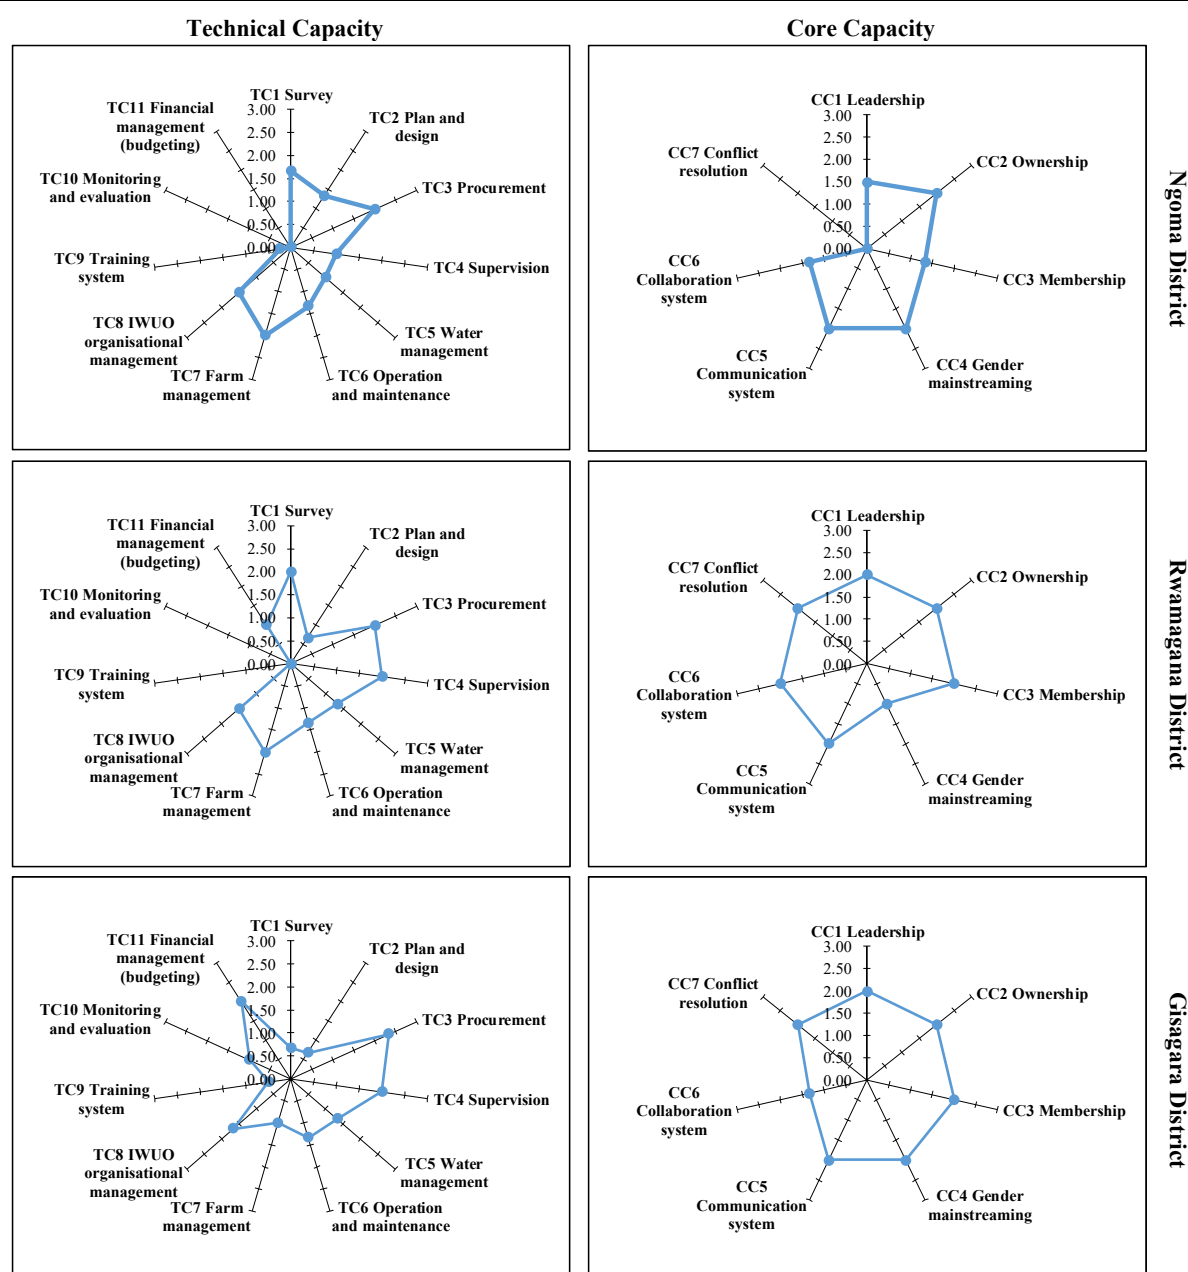 Technical Capacity
Core Capacity
TC1 Survey
3.00
2.50
2.00
1.50
1.00
0.50
0.00
TC2 Plan and
design
TC3 Procurement
TC4 Supervision
TC5 Water
management
TC6 Operation
and maintenance
TC7 Farm
management
TC8 IWUO
organisational
management
TC9 Training
system
TC10 Monitoring
and evaluation
TC11 Financial
management
(budgeting)
CC1 Leadership
3.00
2.50
2.00
1.50
1.00
0.50
0.00
CC2 Ownership
CC3 Membership
CC4 Gender
mainstreaming
CC5
Communication
system
CC6
Collaboration
system
CC7 Conflict
resolution
Ngoma District
TC1 Survey
3.00
2.50
2.00
1.50
1.00
0.50
0.00
TC2 Plan and
design
TC3 Procurement
TC4 Supervision
TC5 Water
management
TC6 Operation
and maintenance
TC7 Farm
management
TC8 IWUO
organisational
management
TC9 Training
system
TC10 Monitoring
and evaluation
TC11 Financial
management
(budgeting)
CC1 Leadership
3.00
2.50
2.00
1.50
1.00
0.50
0.00
CC2 Ownership
CC3 Membership
CC4 Gender
mainstreaming
CC5
Communication
system
CC6
Collaboration
system
CC7 Conflict
resolution
Rwamagana District
TC1 Survey
3.00
2.50
2.00
1.50
1.00
0.50
0.00
TC2 Plan and
design
TC3 Procurement
TC4 Supervision
TC5 Water
management
TC6 Operation
and maintenance
TC7 Farm
management
TC8 IWUO
organisational
management
TC9 Training
system
TC10 Monitoring
and evaluation
TC11 Financial
management
(budgeting)
CC1 Leadership
3.00
2.50
2.00
1.50
1.00
0.50
0.00
CC2 Ownership
CC3 Membership
CC4 Gender
mainstreaming
CC5
Communication
system
CC6
Collaboration
system
CC7 Conflict
resolution
Gisagara District